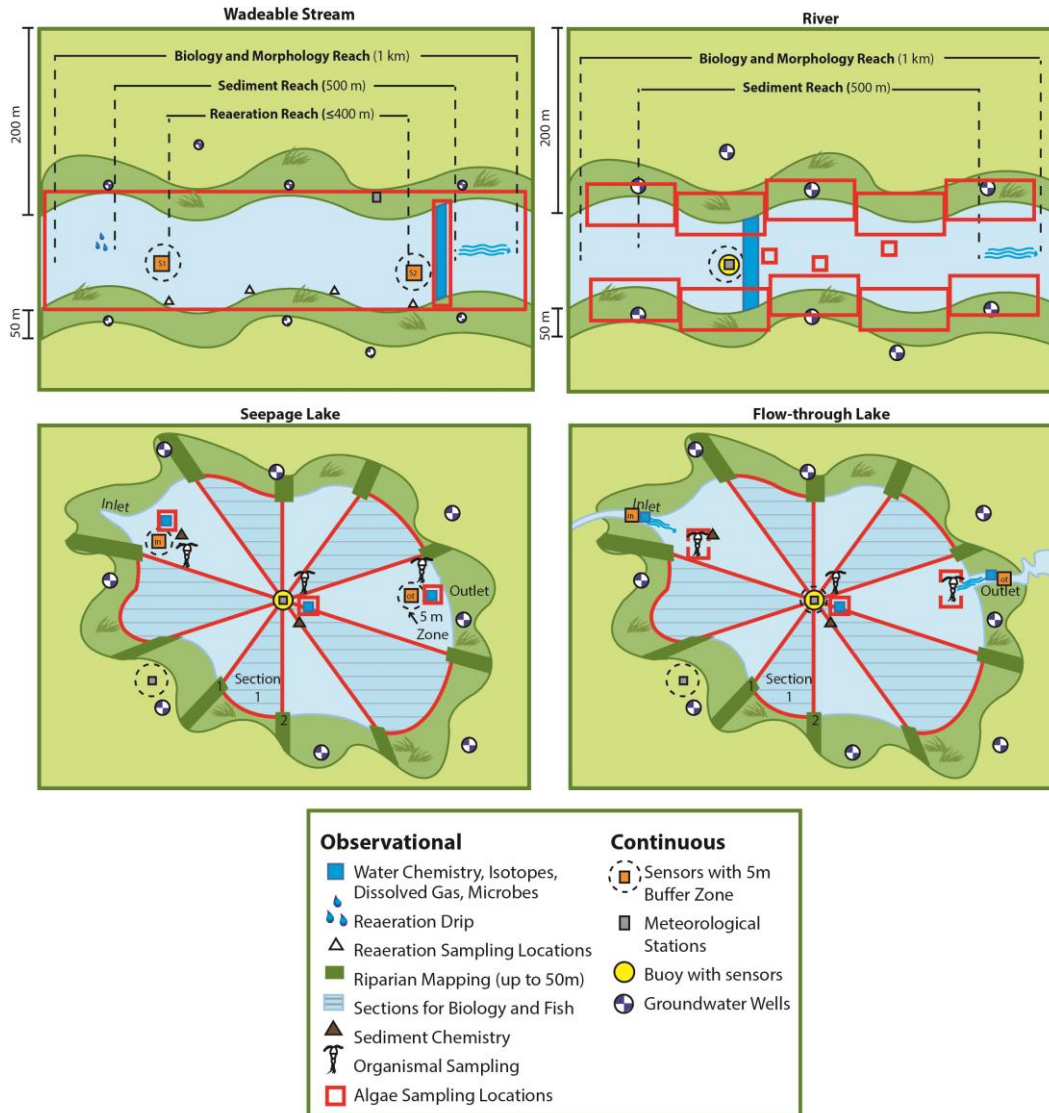 Wadeable Stream
200 m
50 m
Biology and Morphology Reach (1 km)
Sediment Reach (500 m)
Reaeration Reach (≤400 m)
S1
S2
River
200 m
50 m
Biology and Morphology Reach (1 km)
Sediment Reach (500 m)
Seepage Lake
Inlet
in
ot
Outlet
5 m
Zone
Section
1
1
2
Flow-through Lake
Inlet
in
ot
Outlet
Section
1
1
2
Observational
Water Chemistry, Isotopes,
Dissolved Gas, Microbes
Reaeration Drip
Reaeration Sampling Locations
Riparian Mapping (up to 50m)
Sections for Biology and Fish
Sediment Chemistry
Organismal Sampling
Algae Sampling Locations
Continuous
Sensors with 5m
Buffer Zone
Meteorological
Stations
Buoy with sensors
Groundwater Wells